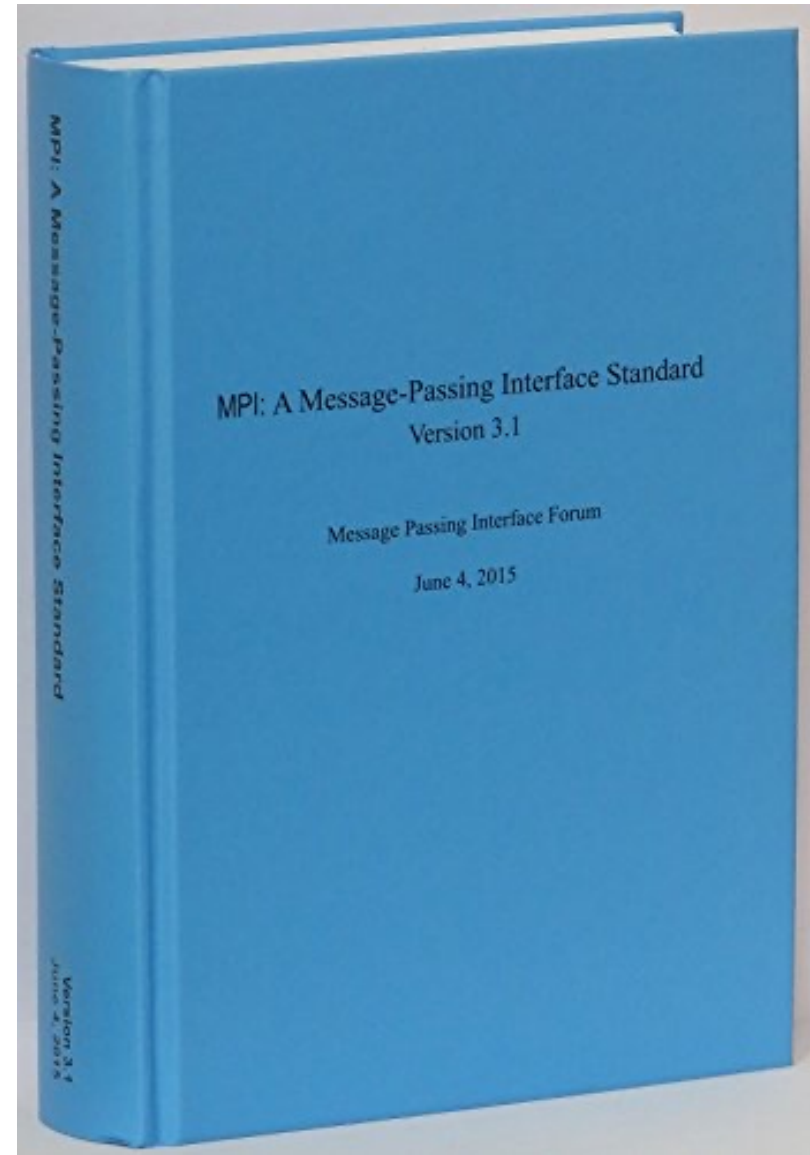 MPI: A Message-Passing Interface Standard
Version 3.1
June 4, 2015
MPI: A Message-Passing Interface Standard
Version 3.1
Message Passing Interface Forum
June 4, 2015